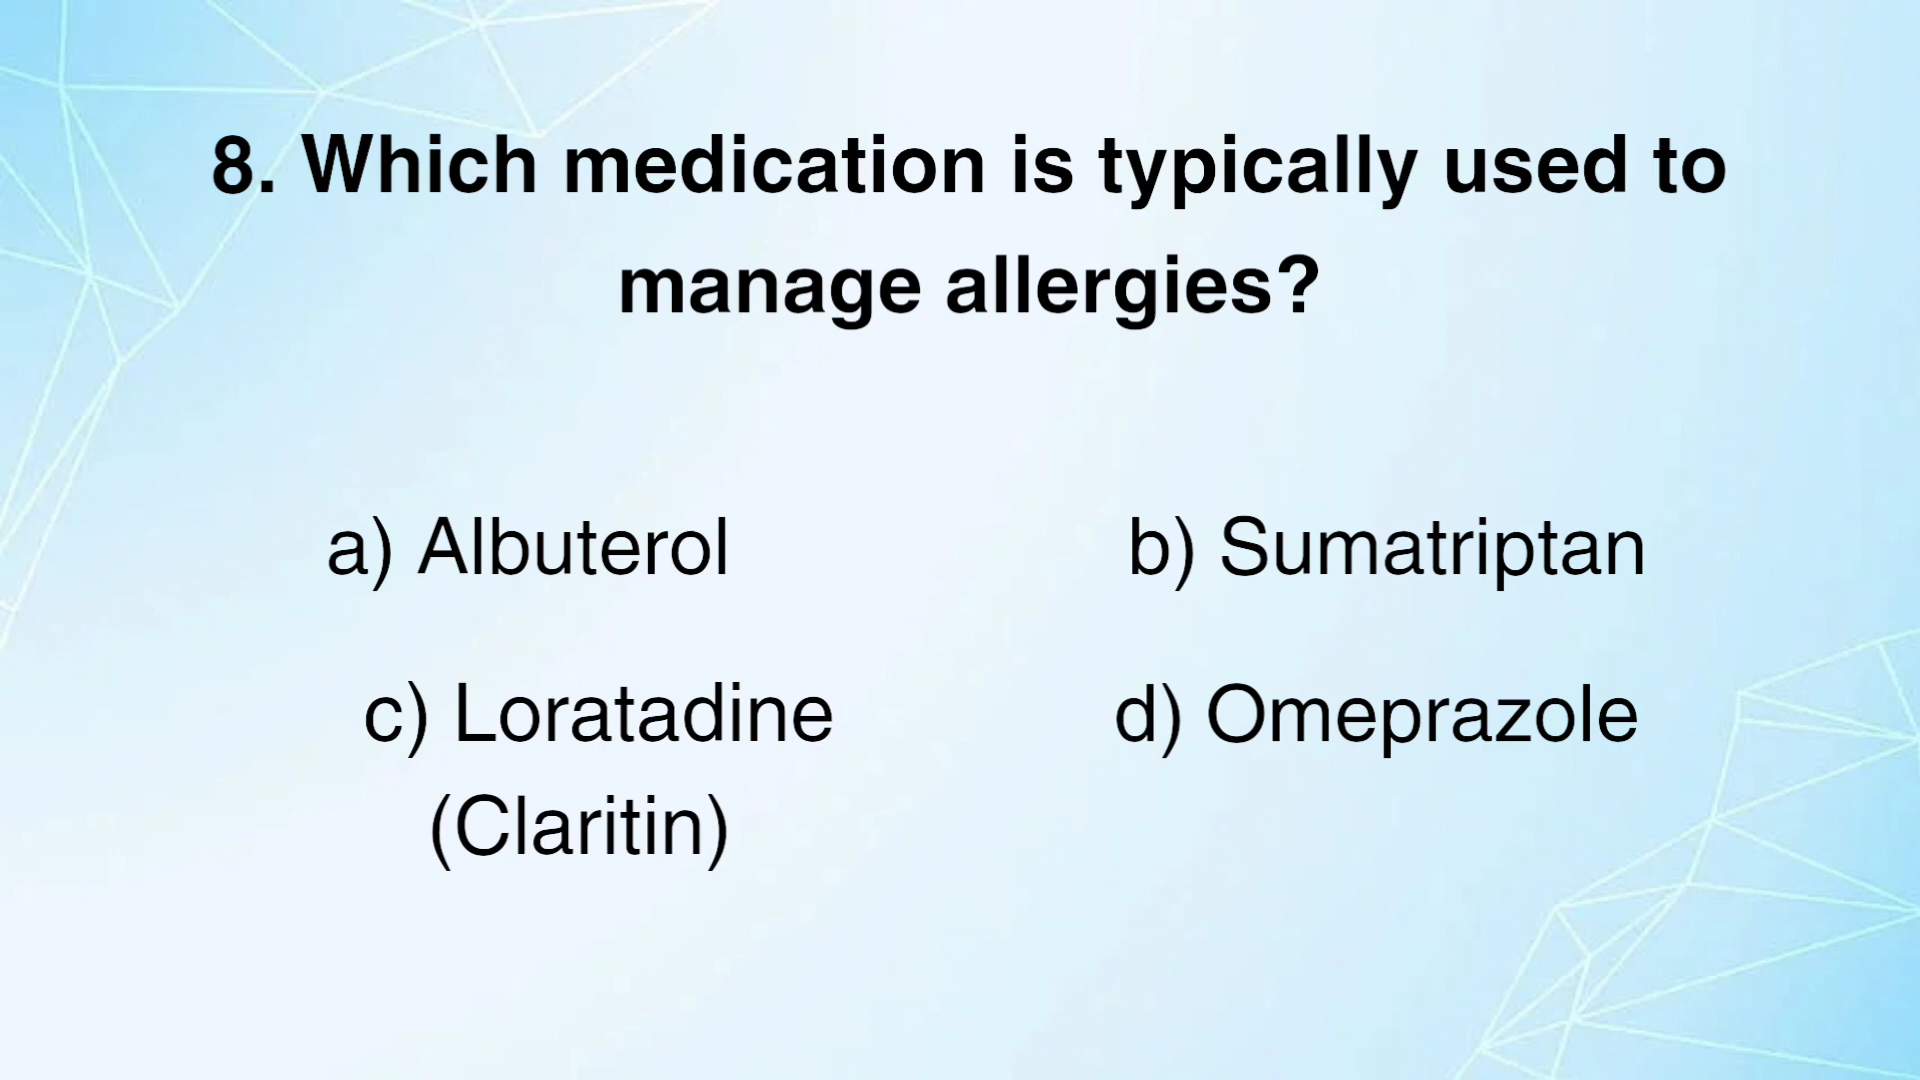 8. Which medication is typically used to
manage allergies?
a) Albuterol
b) Sumatriptan
c) Loratadine
(Claritin)
d) Omeprazole